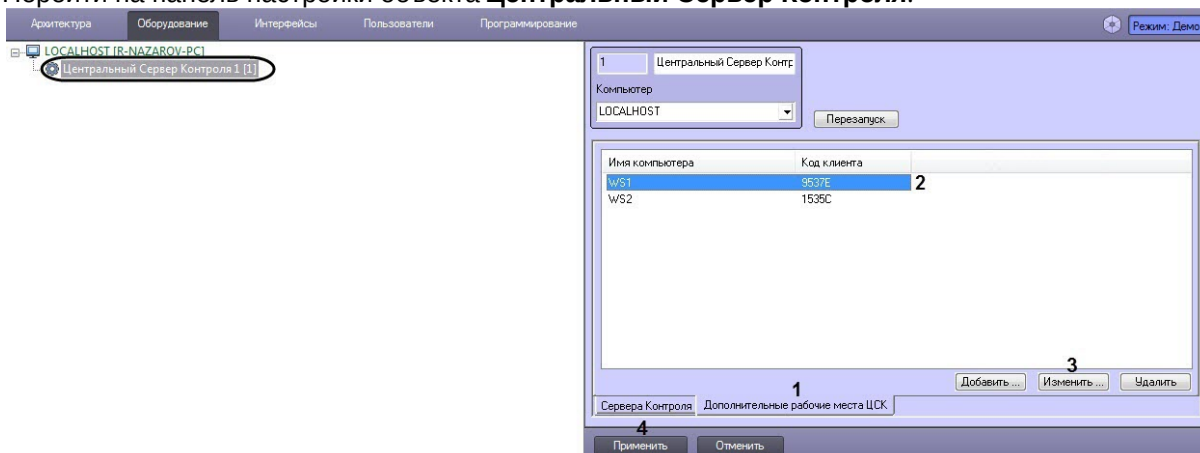 Перейти на панель настройки объекта Центральный Сервер Контроля.
Архитектура Оборудование Интерфейсы Пользователи Программирование Режим: Демо
LOCALHOST [R-NAZAROV-PC]
Центральный Сервер Контроля 1 [1]
1 Центральный Сервер Контр
Компьютер
LOCALHOST
Перезапуск
Имя компьютера Код клиента
WS1 9537E 2
WS2 1535C
3
Добавить ... Изменить ... Удалить
1
Сервера Контроля Дополнительные рабочие места ЦСК
4
Применить Отменить